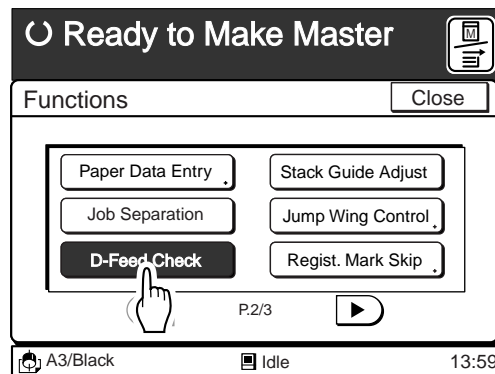 Ready to Make Master
M
Functions
Close
Paper Data Entry
Stack Guide Adjust
Job Separation
Jump Wing Control
D-Feed Check
Regist. Mark Skip
P.2/3
A3/Black
Idle
13:59